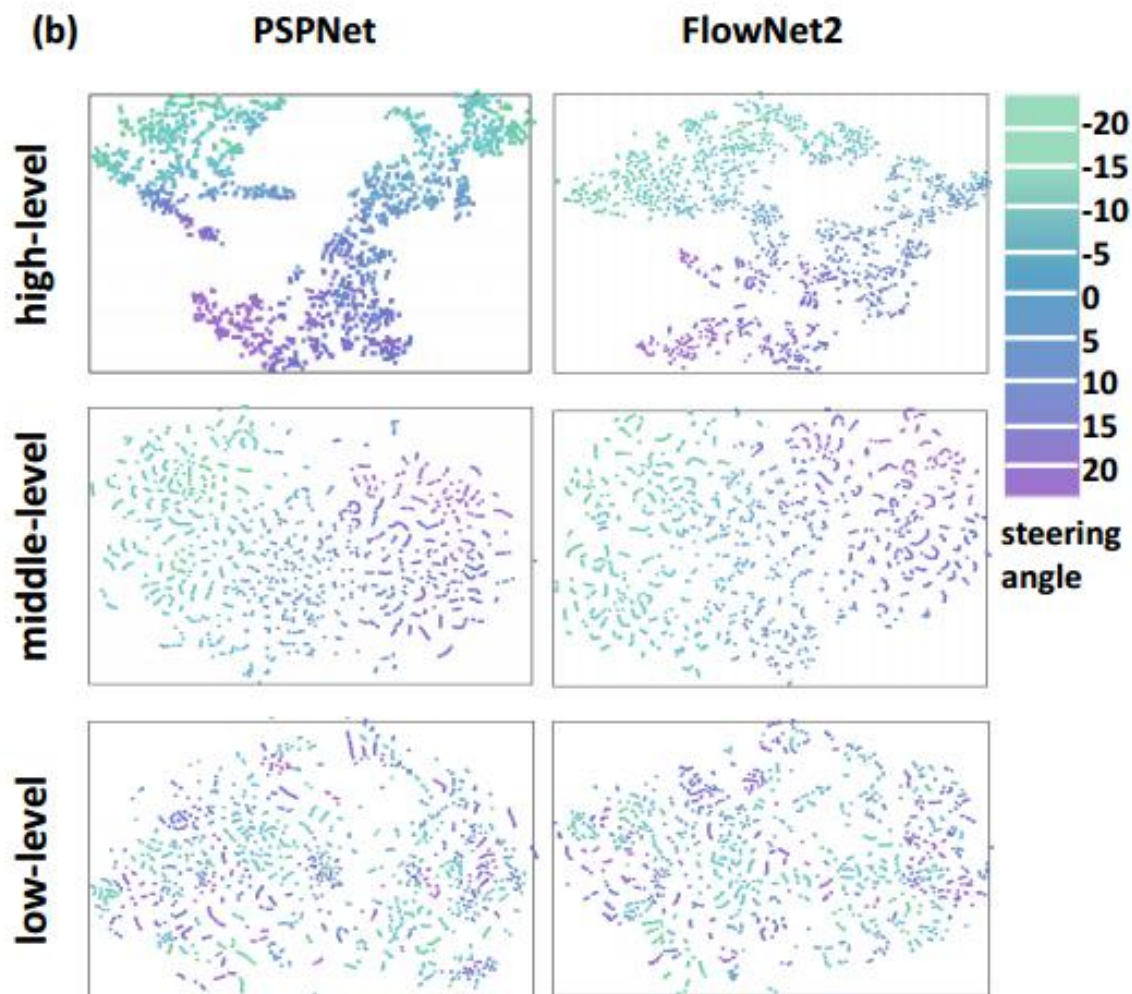 (b)
PSPNet
FlowNet2
high-level
middle-level
low-level
-20
-15
-10
-5
0
5
10
15
20
steering
angle